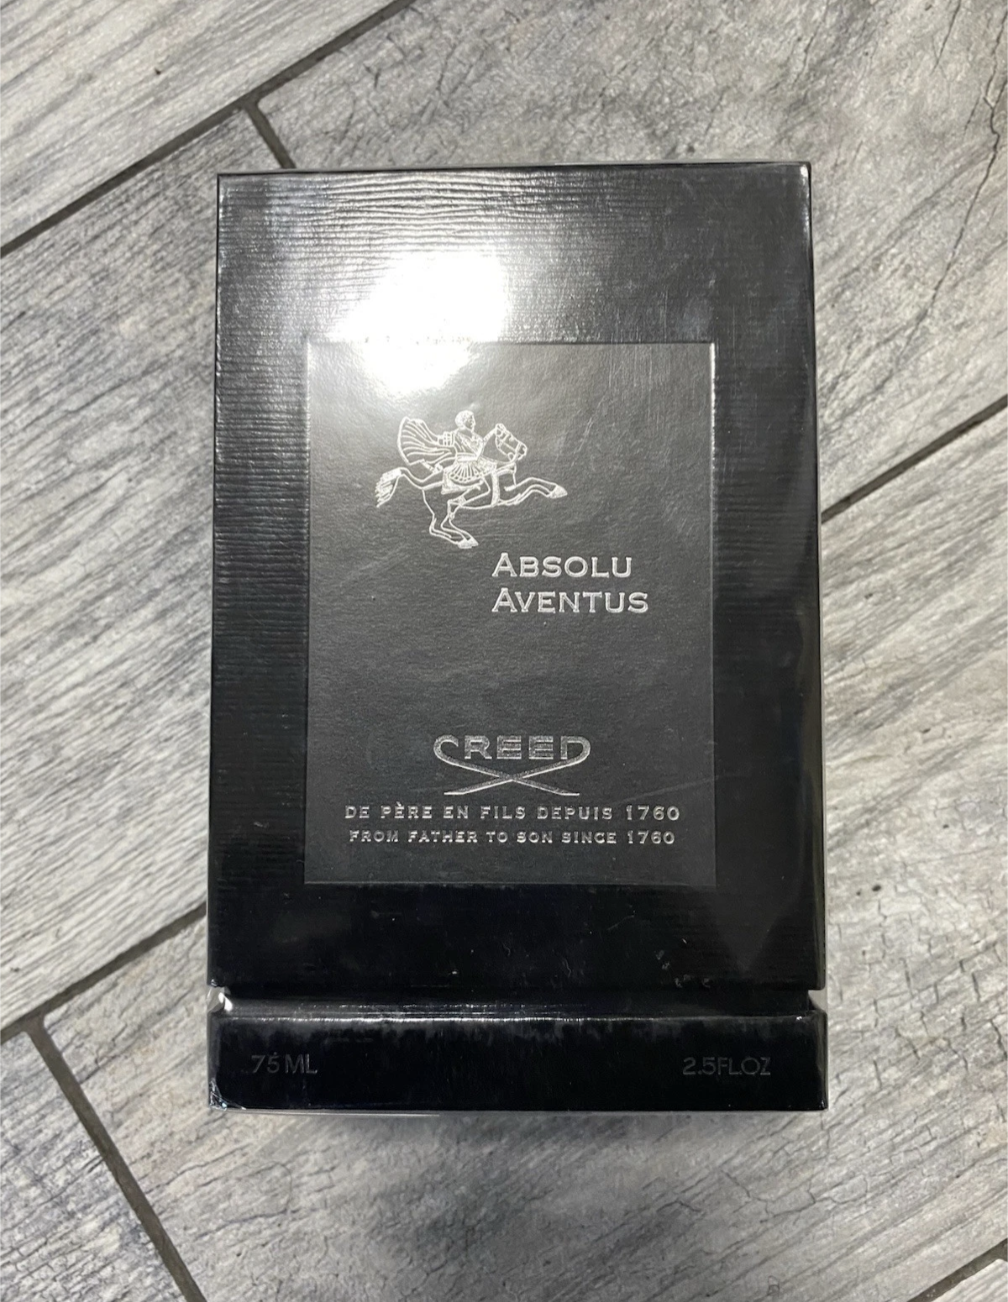 ABSOLU
AVENTUS
CREED
DE PÈRE EN FILS DEPUIS 1760
FROM FATHER TO SON SINCE 1760
75 ML 2.5FLOZ